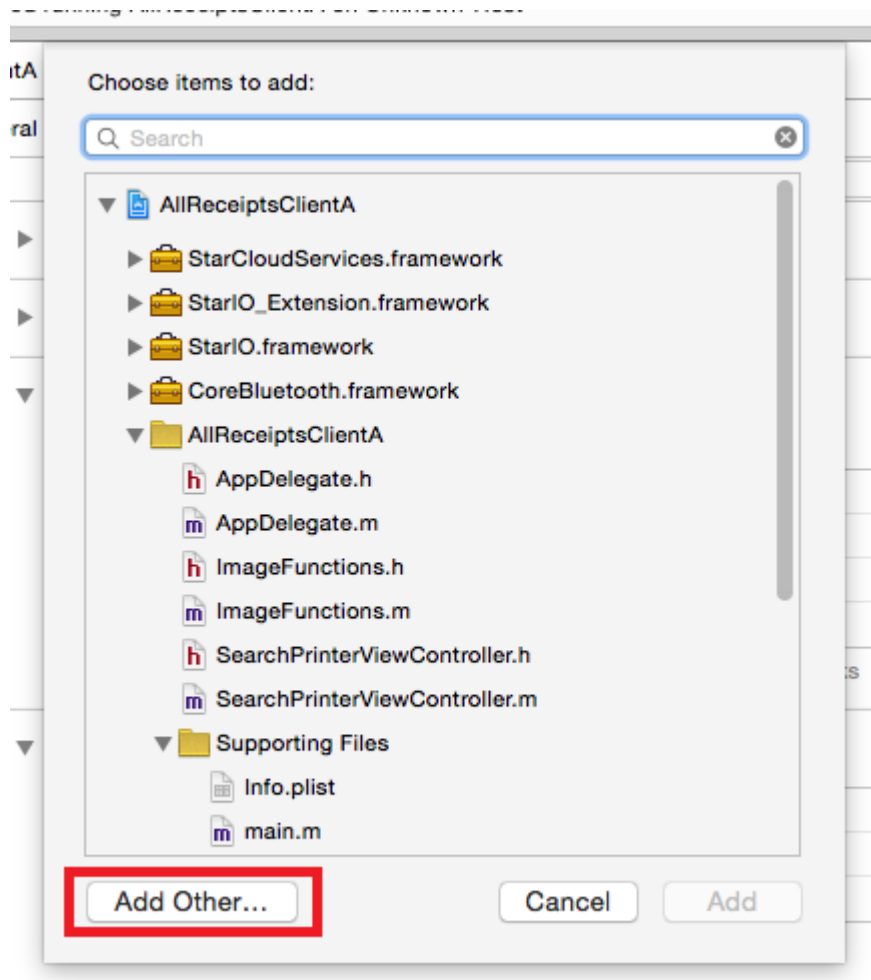 Choose items to add:
Search
AllReceiptsClientA
StarCloudServices.framework
StarIO_Extension.framework
StarIO.framework
CoreBluetooth.framework
AllReceiptsClientA
h AppDelegate.h
m AppDelegate.m
h ImageFunctions.h
m ImageFunctions.m
h SearchPrinterViewController.h
m SearchPrinterViewController.m
Supporting Files
Info.plist
m main.m
Add Other...
Cancel
Add